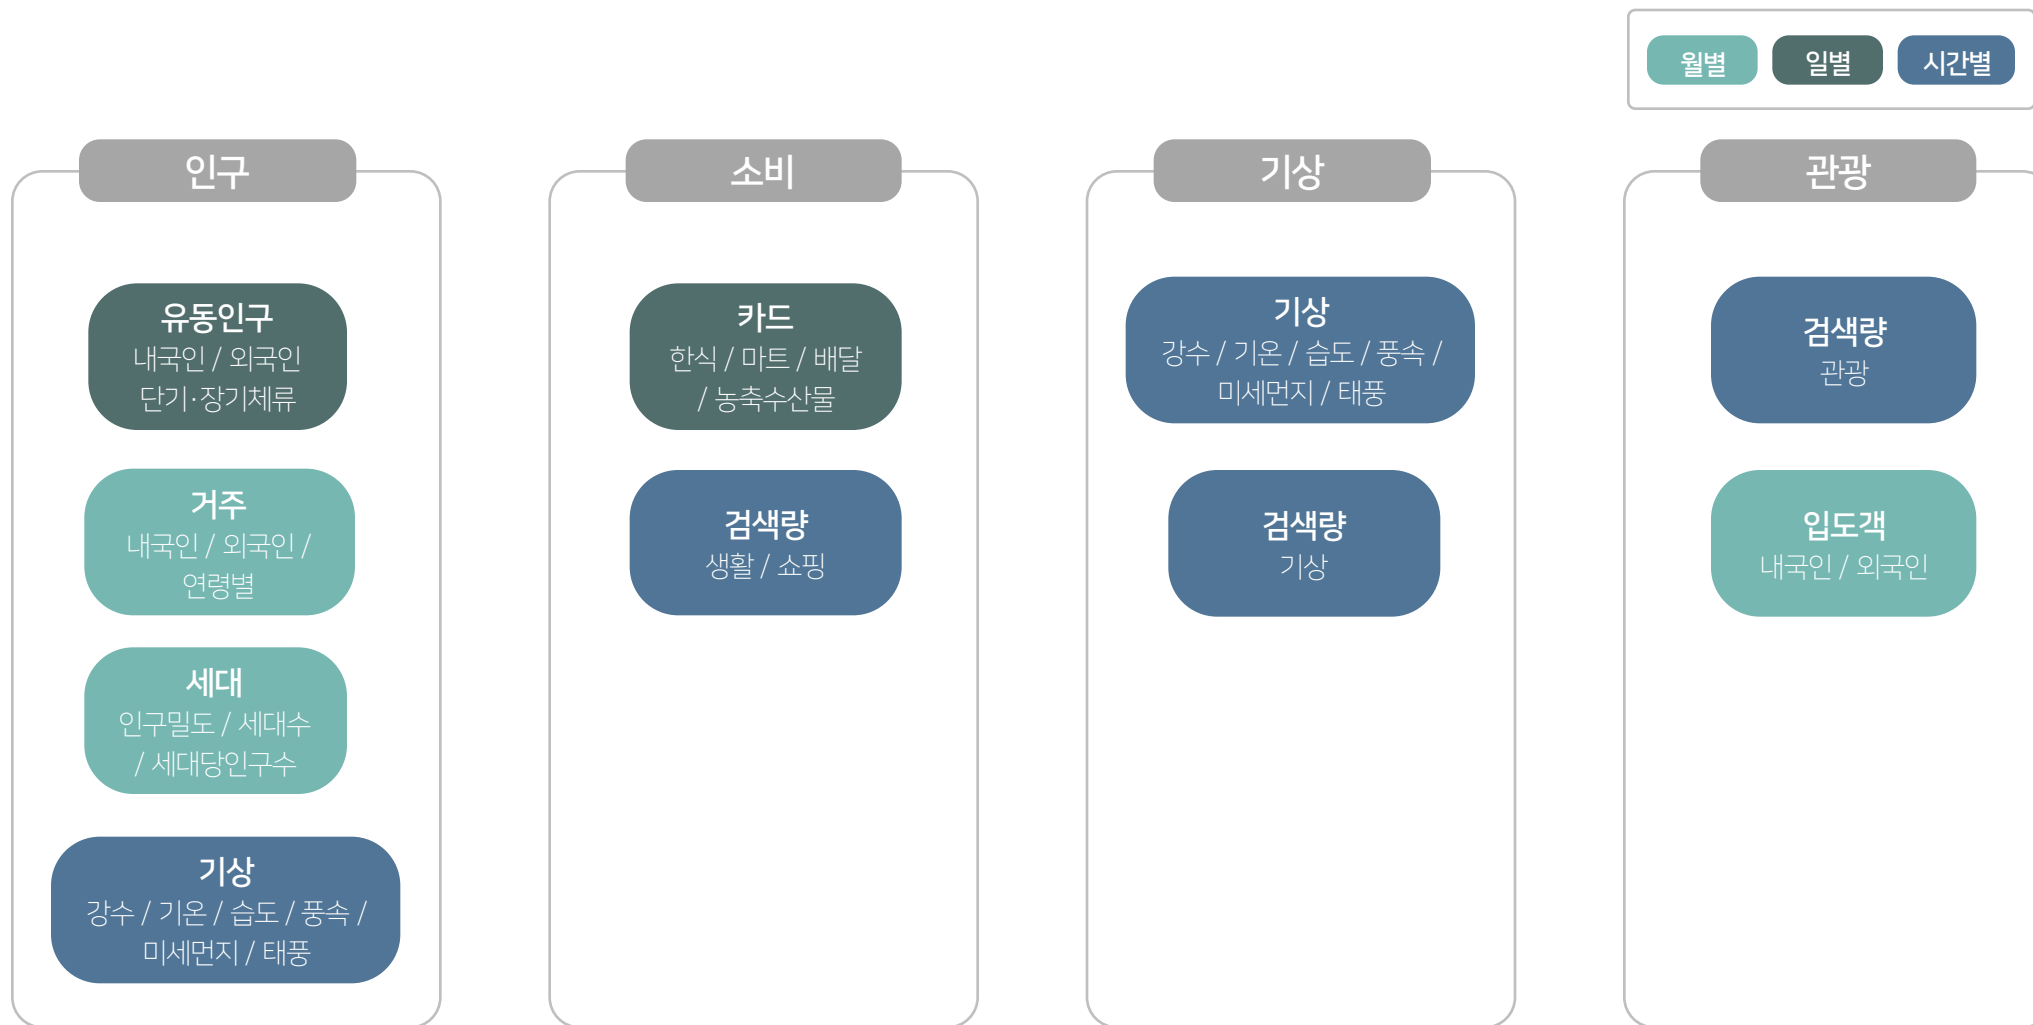 월별
일별
시간별
인구
유동인구
내국인 / 외국인
단기·장기체류
거주
내국인 / 외국인 /
연령별
세대
인구밀도 / 세대수
/ 세대당인구수
기상
강수 / 기온 / 습도 / 풍속 /
미세먼지 / 태풍
소비
카드
한식 / 마트 / 배달
/ 농축수산물
검색량
생활 / 쇼핑
기상
기상
강수 / 기온 / 습도 / 풍속 /
미세먼지 / 태풍
검색량
기상
관광
검색량
관광
입도객
내국인 / 외국인